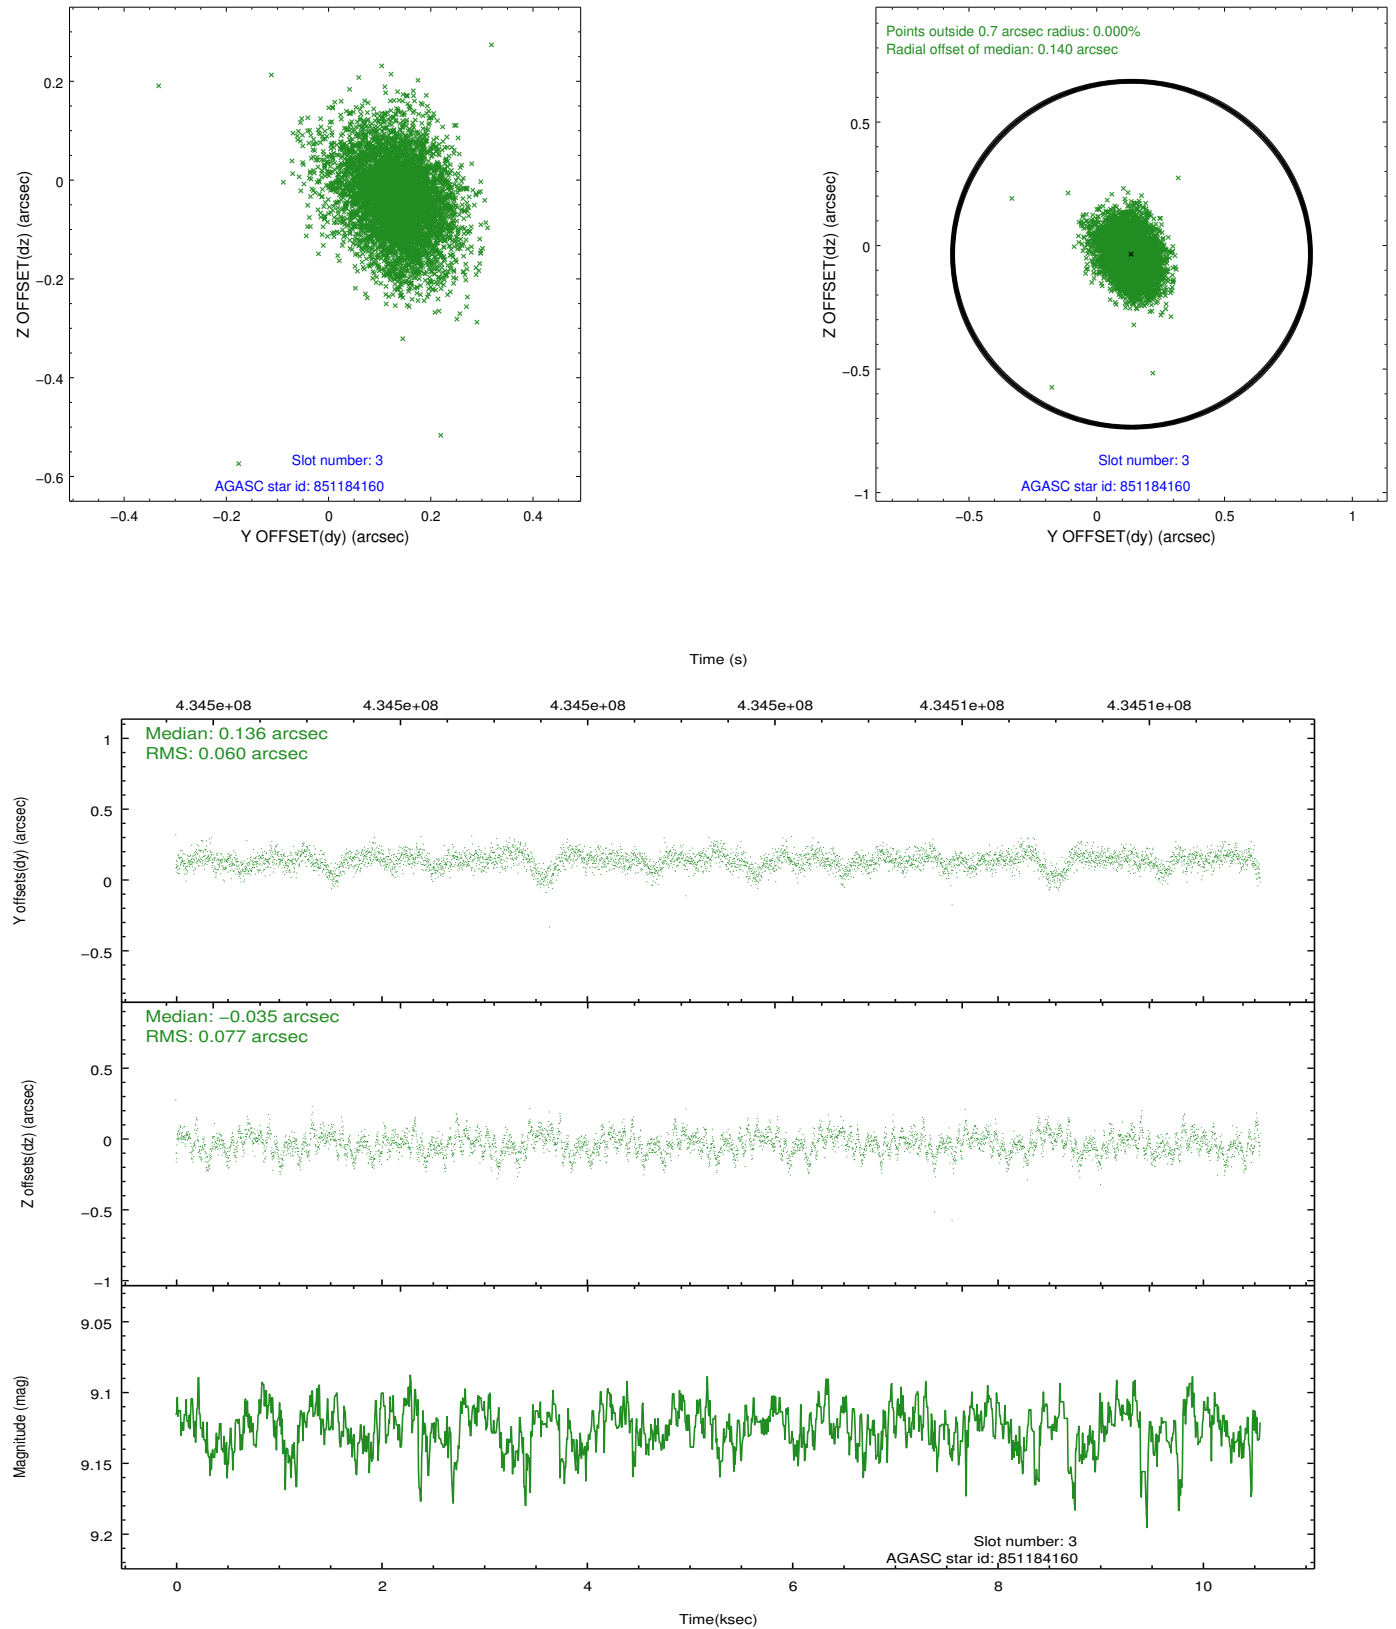 0.2
0
−0.2
−0.4
−0.6
Z OFFSET(dz) (arcsec)
Slot number: 3
AGASC star id: 851184160
−0.4
−0.2
0
0.2
0.4
Y OFFSET(dy) (arcsec)
Points outside 0.7 arcsec radius: 0.000%
Radial offset of median: 0.140 arcsec
0.5
0
−0.5
−1
Z OFFSET(dz) (arcsec)
Slot number: 3
AGASC star id: 851184160
−0.5
0
0.5
1
Y OFFSET(dy) (arcsec)
Time (s)
4.345e+08
4.345e+08
4.345e+08
4.345e+08
4.3451e+08
4.3451e+08
Median: 0.136 arcsec
RMS: 0.060 arcsec
1
0.5
0
−0.5
Y offsets(dy) (arcsec)
Median: −0.035 arcsec
RMS: 0.077 arcsec
0.5
0
−0.5
−1
Z offsets(dz) (arcsec)
9.05
9.1
9.15
9.2
Magnitude (mag)
Slot number: 3
AGASC star id: 851184160
0
2
4
6
8
10
Time(ksec)